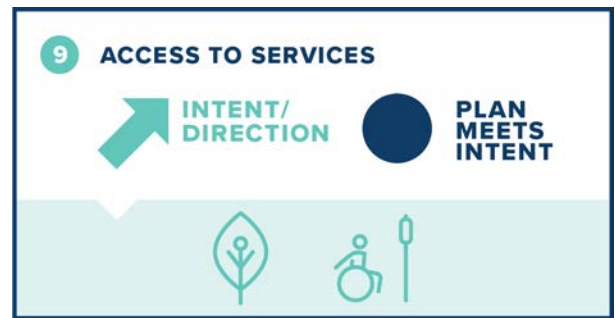 9 ACCESS TO SERVICES
INTENT/
DIRECTION
PLAN
MEETS
INTENT